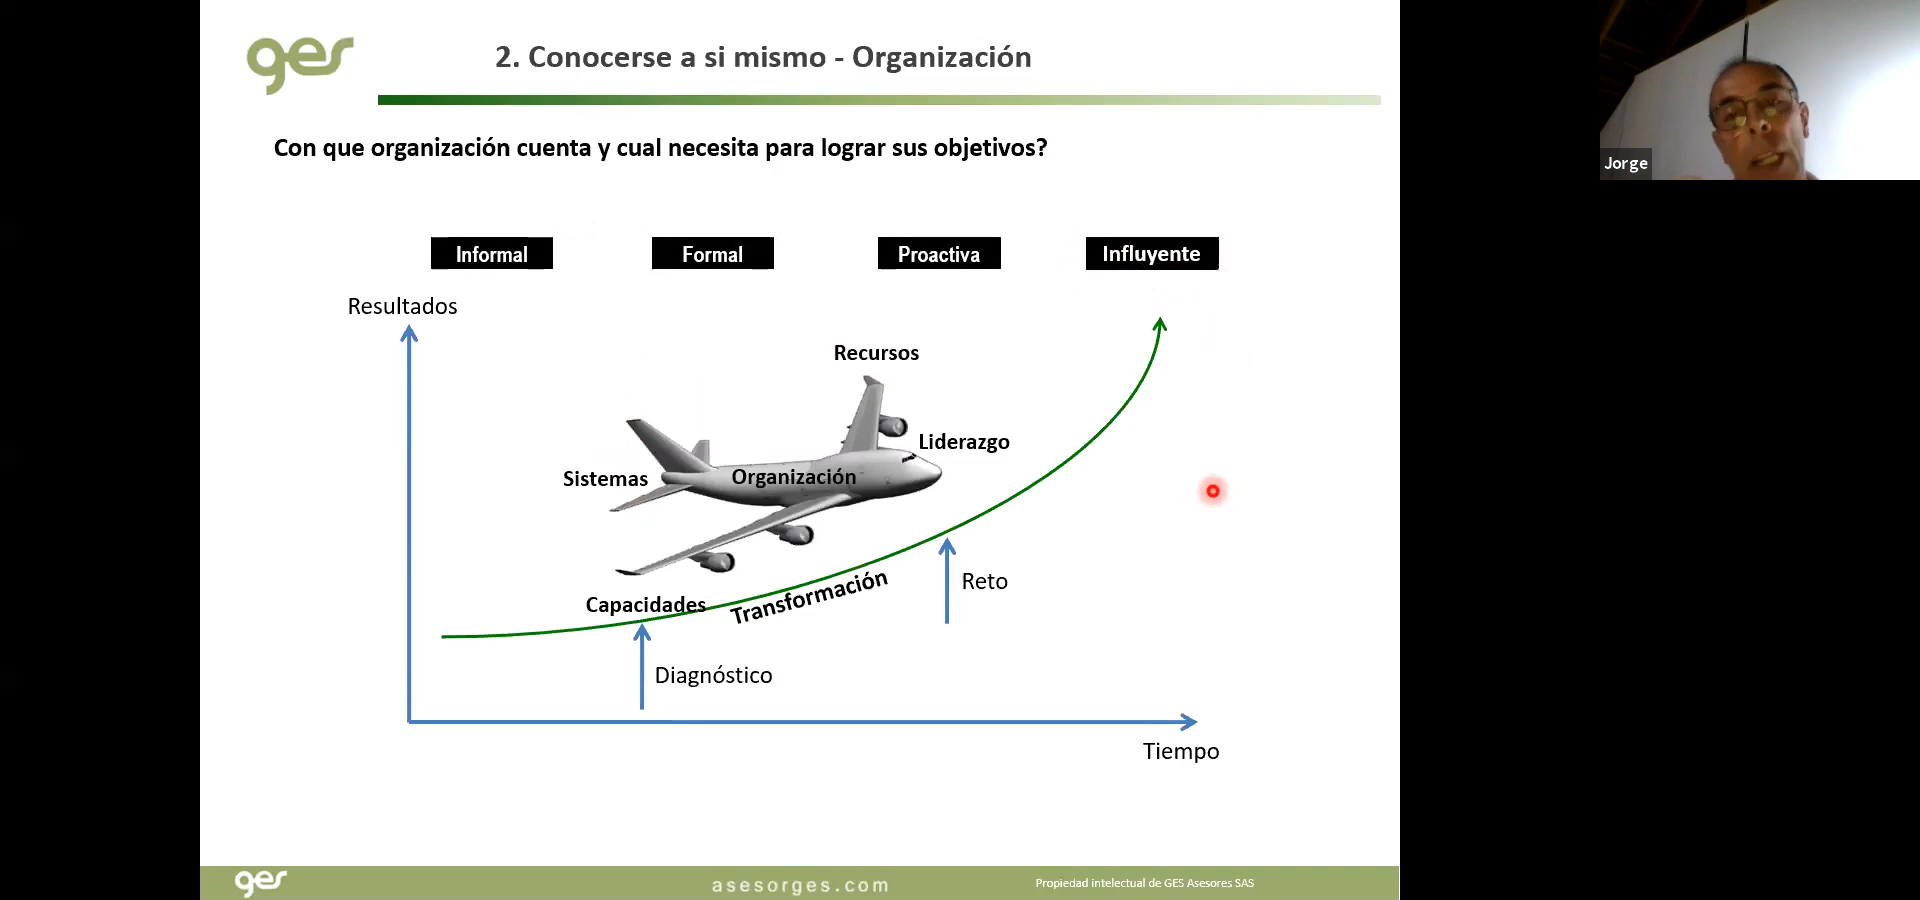 ges
2. Conocerse a si mismo - Organización
Jorge
Con que organización cuenta y cual necesita para lograr sus objetivos?
Informal
Formal
Proactiva
Influyente
Resultados
Recursos
Liderazgo
Sistemas
Organización
Reto
Transformación
Capacidades
Diagnóstico
Tiempo
ges
asesorges.com
Propiedad intelectual de GES Asesores SAS